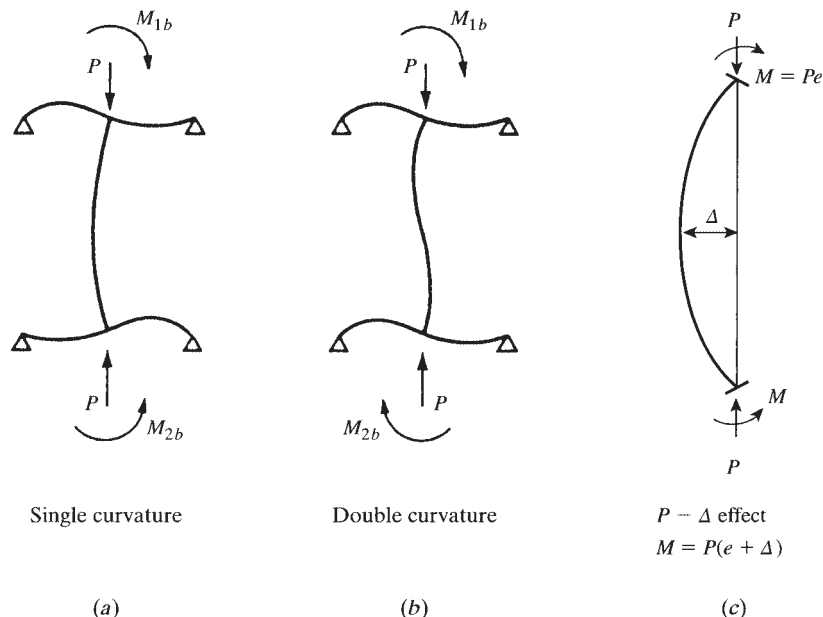 M1b
P
P
M2b
Single curvature
(a)
M1b
P
P
M2b
Double curvature
(b)
P
M = Pe
Δ
M
P
P − Δ effect
M = P(e + Δ)
(c)